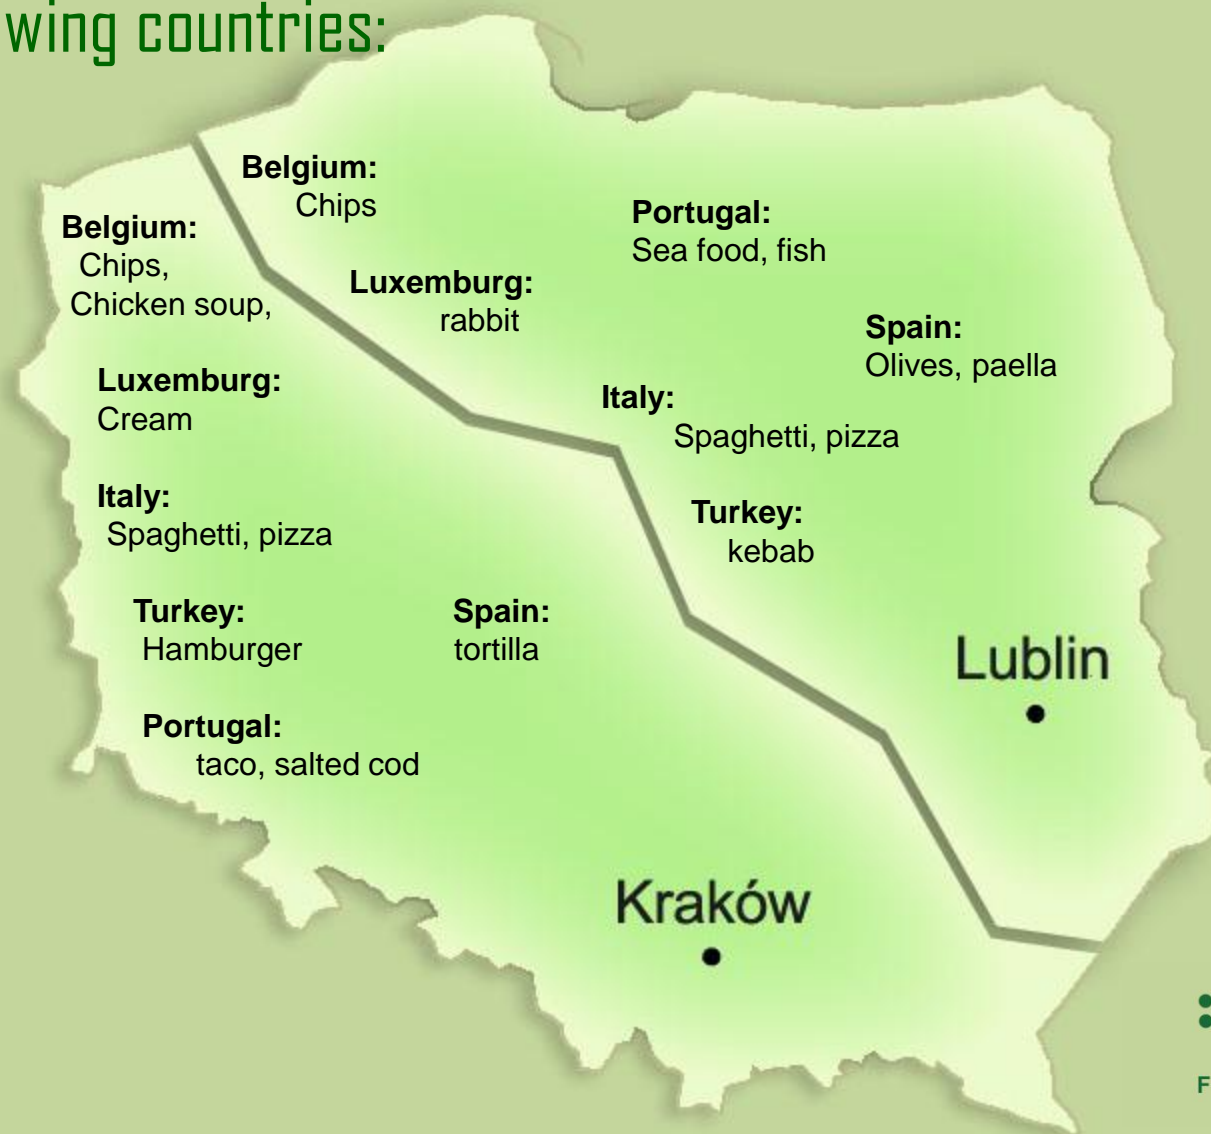 wing countries:
Belgium:
Chips
Belgium:
Chips,
Chicken soup,
Portugal:
Sea food, fish
Luxemburg:
rabbit
Spain:
Olives, paella
Luxemburg:
Cream
Italy:
Spaghetti, pizza
Italy:
Spaghetti, pizza
Turkey:
kebab
Turkey:
Hamburger
Spain:
tortilla
Lublin
Portugal:
taco, salted cod
Kraków
F